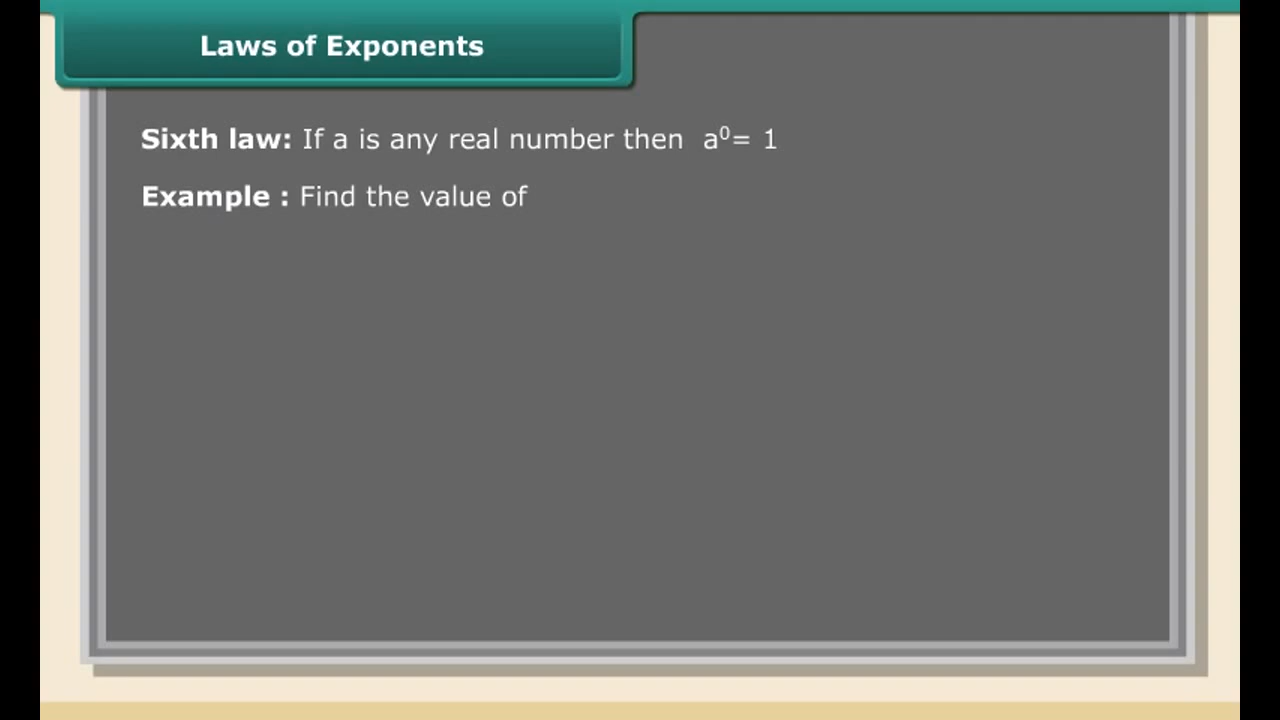 Laws of Exponents
Sixth law: If a is any real number then a⁰= 1
Example : Find the value of